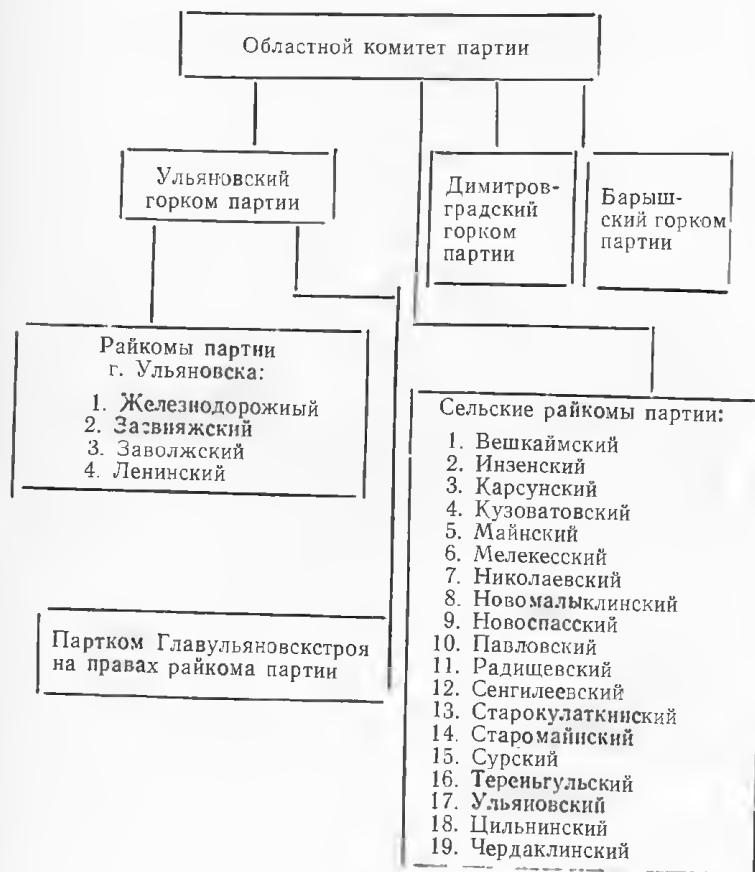 Областной комитет партии
Ульяновский
горком партии
Димитров-
градский
горком
партии
Барыш-
ский горком
партии
Райкомы партии
г. Ульяновска:
1. Железнодорожный
2. Засвияжский
3. Заволжский
4. Ленинский
Партком Главульяновскстроя
на правах райкома партии
Сельские райкомы партии:
1. Вешкаймский
2. Инзенский
3. Карсунский
4. Кузоватовский
5. Майнский
6. Мелекесский
7. Николаевский
8. Новомалыклинский
9. Новоспасский
10. Павловский
11. Радищевский
12. Сенгилеевский
13. Старокулаткинский
14. Старомайнский
15. Сурский
16. Тереньгульский
17. Ульяновский
18. Цильнинский
19. Чердаклинский